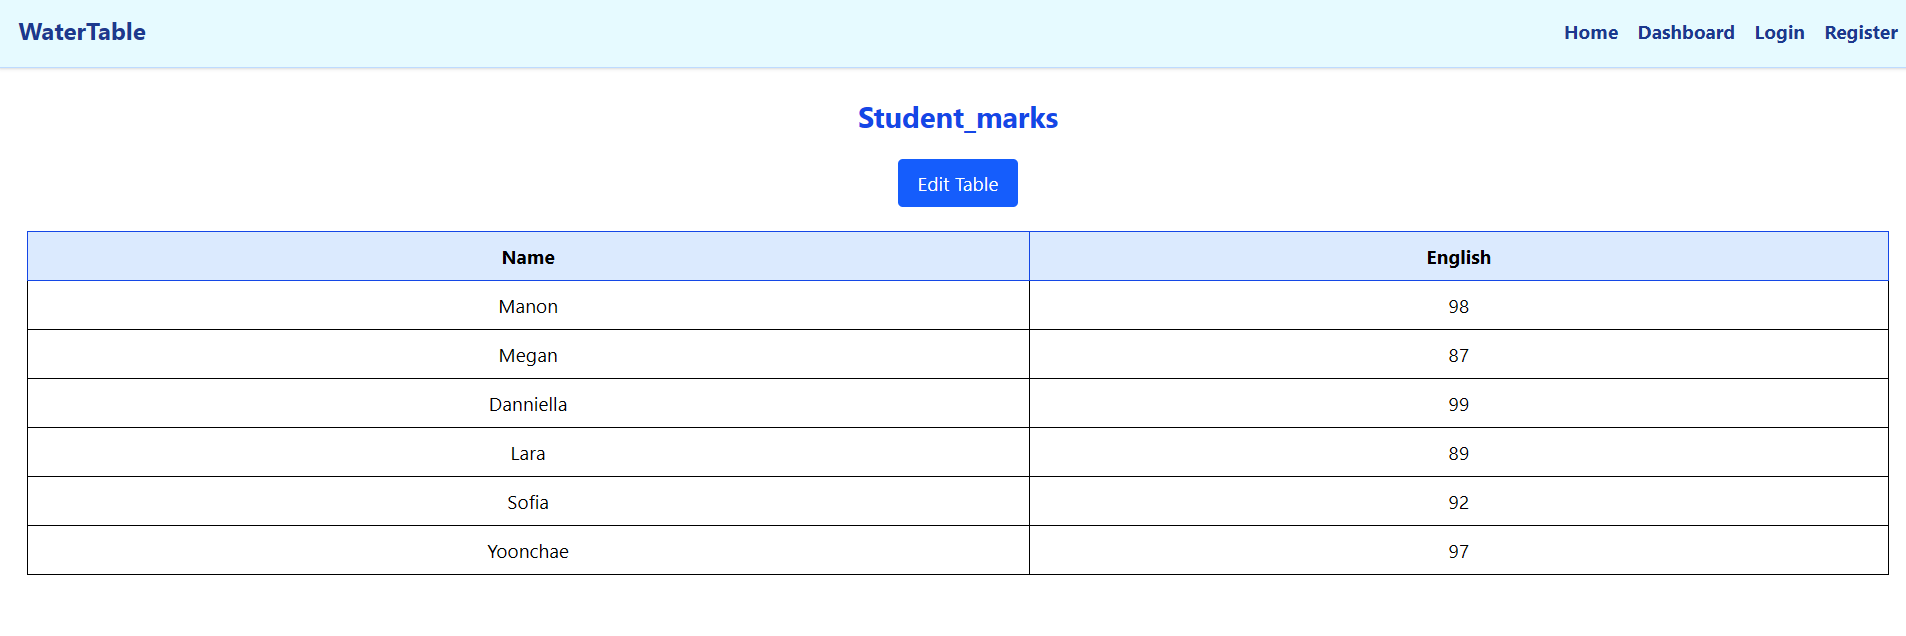 WaterTable Home Dashboard Login Register
Student_marks
Edit Table
Name English
Manon 98
Megan 87
Danniella 99
Lara 89
Sofia 92
Yoonchae 97